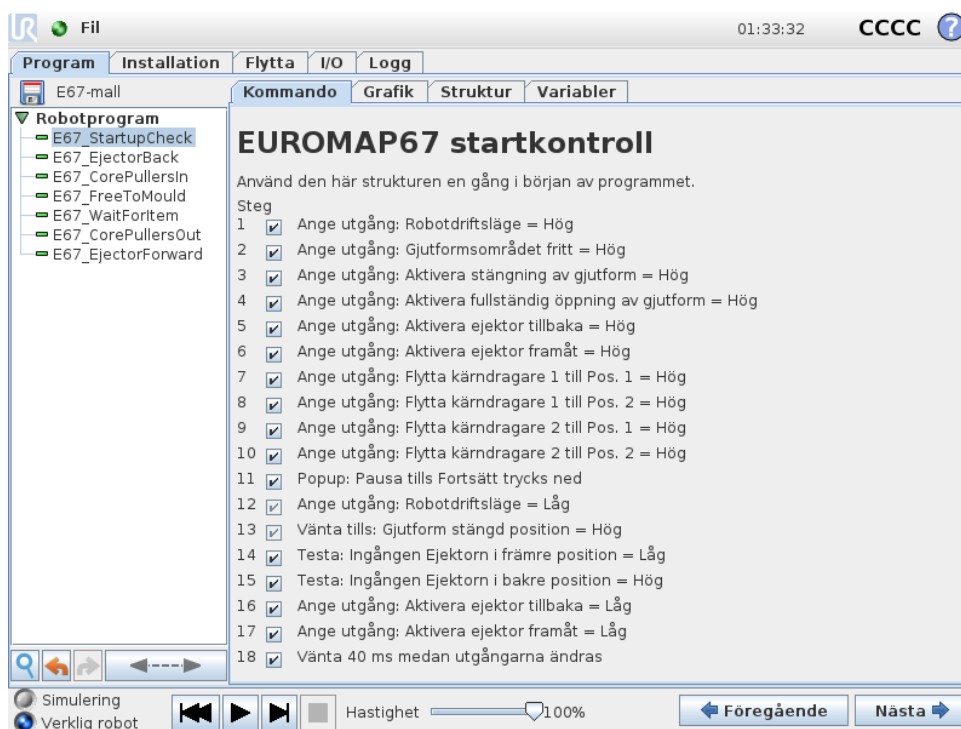 UR Fil 01:33:32 CCCC ?
Program Installation Flytta I/O Logg
E67-mall
Kommando Grafik Struktur Variabler
Robotprogram
E67_StartupCheck
E67_EjectorBack
E67_CorePullersIn
E67_FreeToMould
E67_WaitForItem
E67_CorePullersOut
E67_EjectorForward
EUROMAP67 startkontroll
Använd den här strukturen en gång i början av programmet.
Steg
1 Ange utgång: Robotdriftsläge = Hög
2 Ange utgång: Gjutformsområdet fritt = Hög
3 Ange utgång: Aktivera stängning av gjutform = Hög
4 Ange utgång: Aktivera fullständig öppning av gjutform = Hög
5 Ange utgång: Aktivera ejektor tillbaka = Hög
6 Ange utgång: Aktivera ejektor framåt = Hög
7 Ange utgång: Flytta kärndragare 1 till Pos. 1 = Hög
8 Ange utgång: Flytta kärndragare 1 till Pos. 2 = Hög
9 Ange utgång: Flytta kärndragare 2 till Pos. 1 = Hög
10 Ange utgång: Flytta kärndragare 2 till Pos. 2 = Hög
11 Popup: Pausa tills Fortsätt trycks ned
12 Ange utgång: Robotdriftsläge = Låg
13 Vänta tills: Gjutform stängd position = Hög
14 Testa: Ingången Ejektorn i främre position = Låg
15 Testa: Ingången Ejektorn i bakre position = Hög
16 Ange utgång: Aktivera ejektor tillbaka = Låg
17 Ange utgång: Aktivera ejektor framåt = Låg
18 Vänta 40 ms medan utgångarna ändras
Simulering
Verklig robot
Hastighet 100%
Föregående Nästa